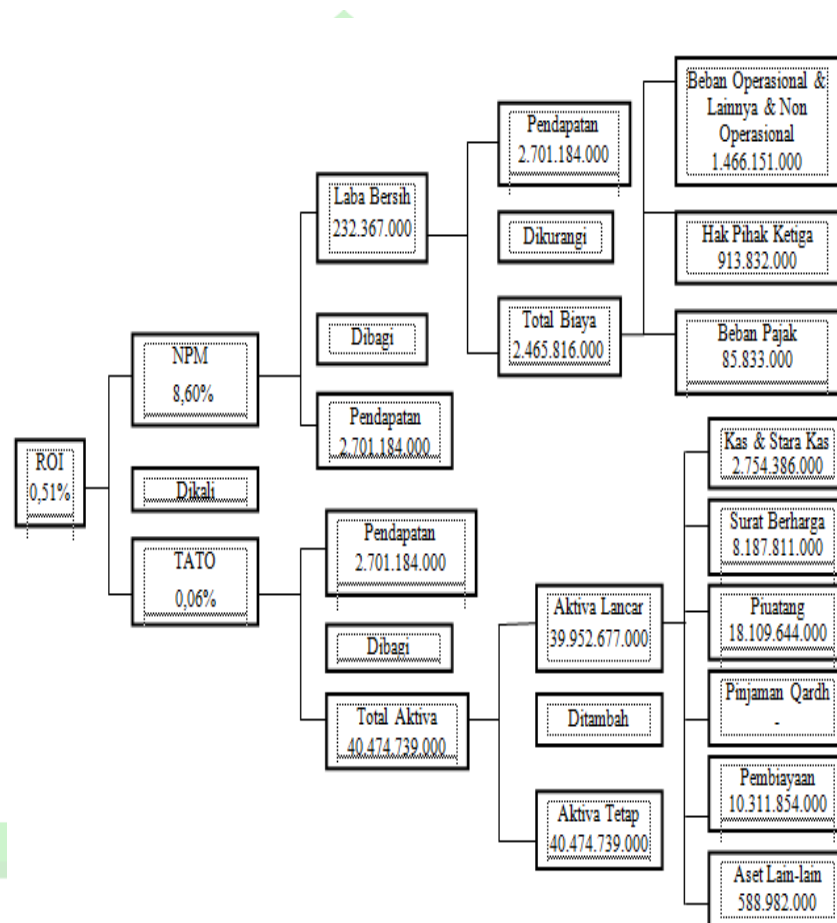 Beban Operasional &
Lainnya & Non
Operasional
1.466.151.000
Pendapatan
2.701.184.000
Laba Bersih
232.367.000
Dikurangi
Hak Pihak Ketiga
913.832.000
Total Biaya
2.465.816.000
Beban Pajak
85.833.000
Dibagi
NPM
8,60%
Pendapatan
2.701.184.000
ROI
0,51%
Dikali
TATO
0,06%
Pendapatan
2.701.184.000
Dibagi
Total Aktiva
40.474.739.000
Aktiva Lancar
39.952.677.000
Ditambah
Aktiva Tetap
40.474.739.000
Kas & Stara Kas
2.754.386.000
Surat Berharga
8.187.811.000
Piuatang
18.109.644.000
Pinjaman Qardh
-
Pembiayaan
10.311.854.000
Aset Lain-lain
588.982.000